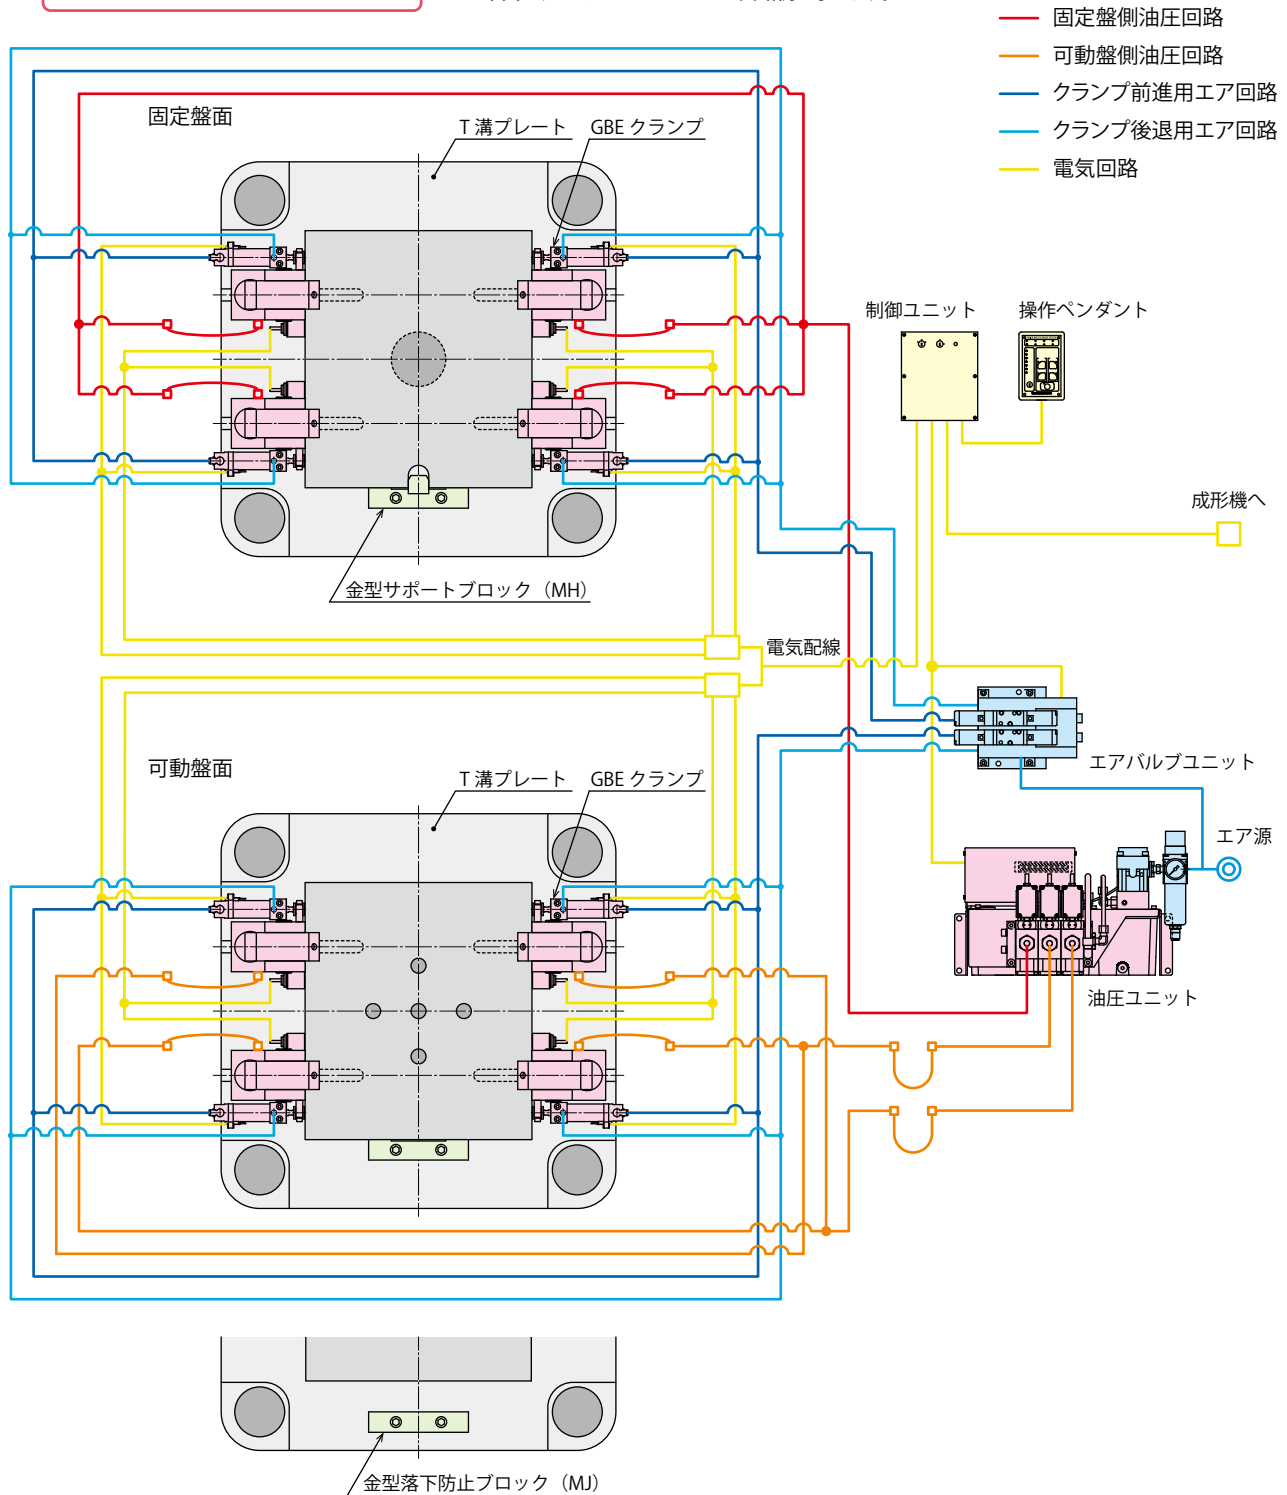 固定盤側油圧回路
可動盤側油圧回路
クランプ前進用エア回路
クランプ後退用エア回路
電気回路
固定盤面
T 溝プレート
GBE クランプ
制御ユニット
操作ペンダント
成形機へ
金型サポートブロック（MH）
電気配線
エアバルブユニット
可動盤面
T 溝プレート
GBE クランプ
エア源
油圧ユニット
金型落下防止ブロック（MJ）